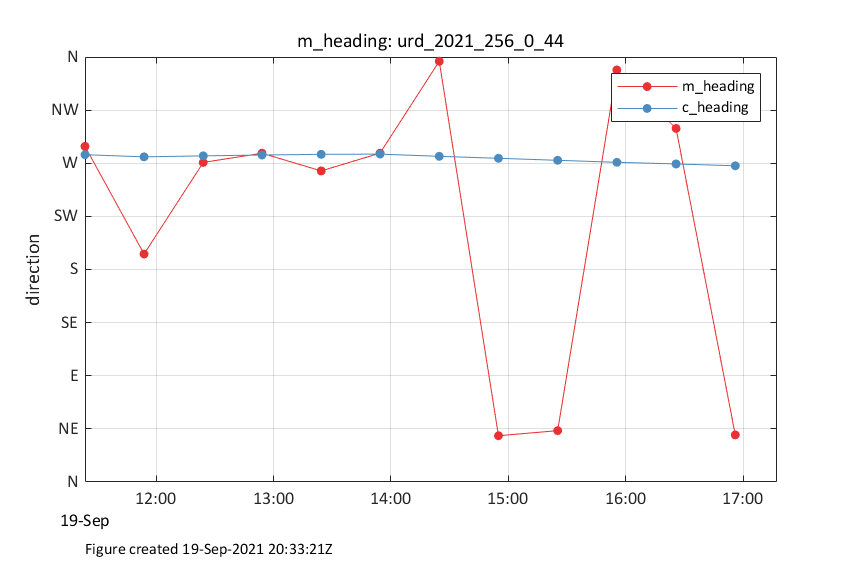 m_heading: urd_2021_256_0_44
m_heading
c_heading
N
NW
W
SW
S
SE
E
NE
N
direction
12:00 13:00 14:00 15:00 16:00 17:00
19-Sep
Figure created 19-Sep-2021 20:33:21Z